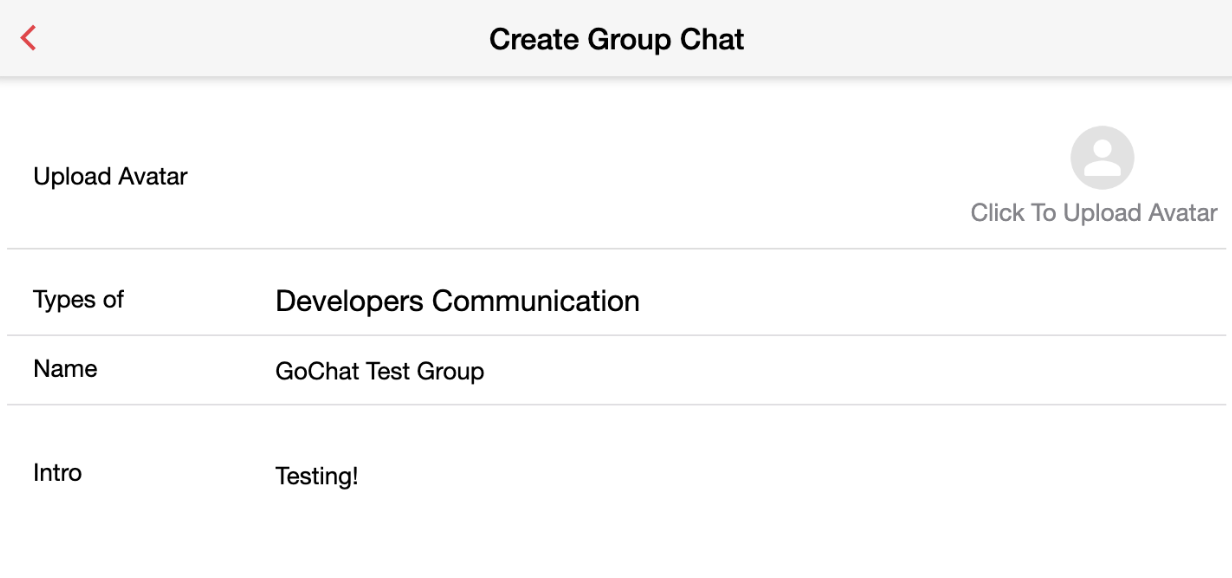 Create Group Chat
Upload Avatar
Click To Upload Avatar
Types of Developers Communication
Name GoChat Test Group
Intro Testing!